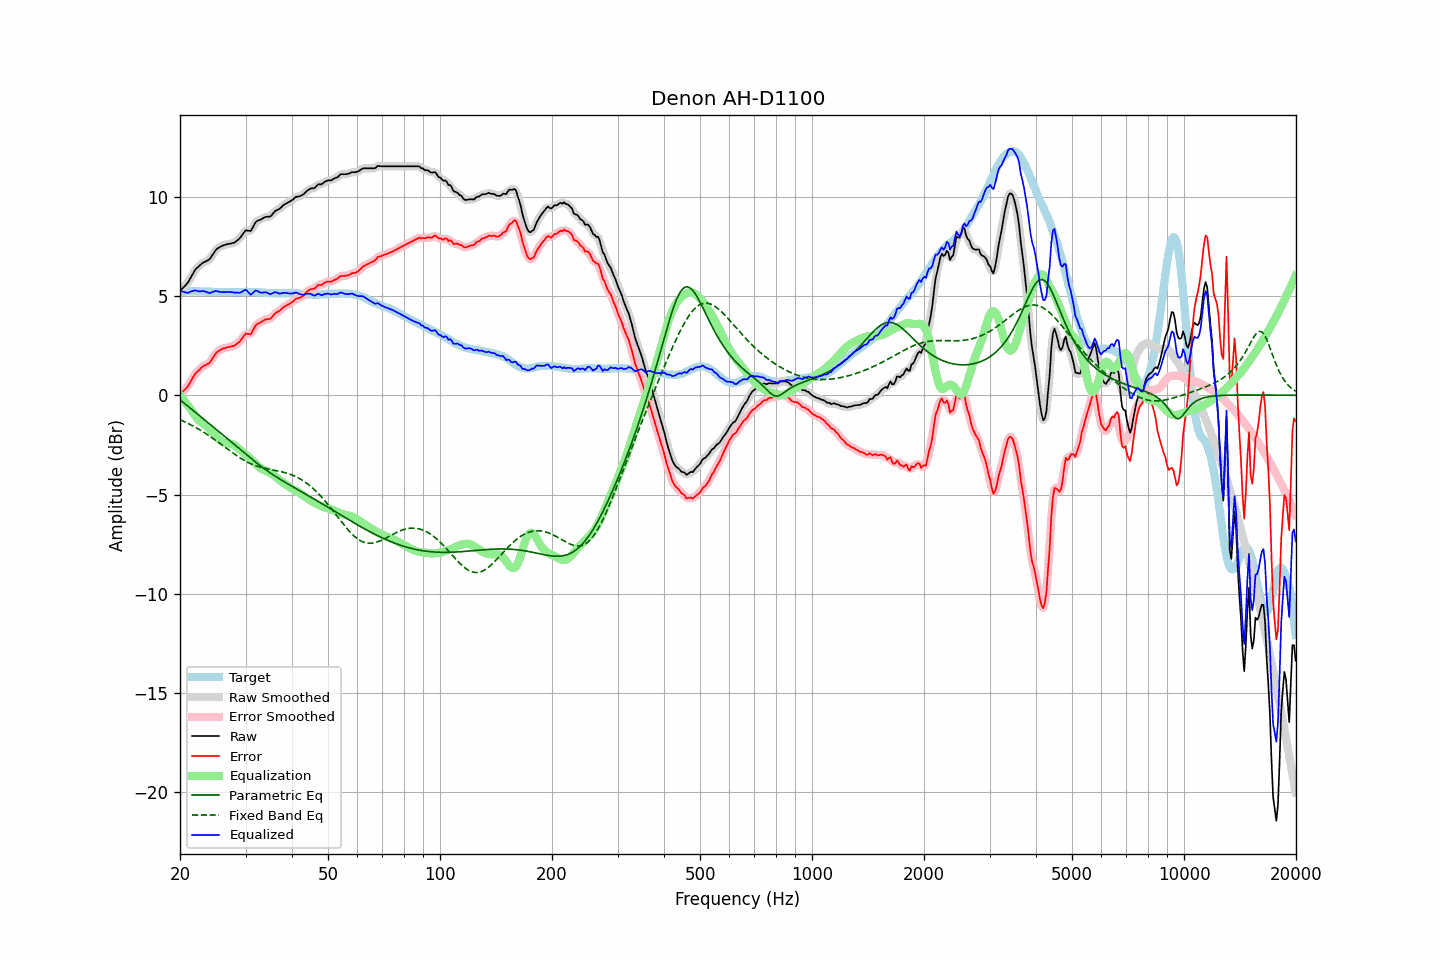 Denon AH-D1100
Amplitude (dBr)
10
5
0
−5
−10
−15
−20
Target
Raw Smoothed
Error Smoothed
Raw
Error
Equalization
Parametric Eq
Fixed Band Eq
Equalized
20
50
100
200
500
1000
2000
5000
10000
20000
Frequency (Hz)